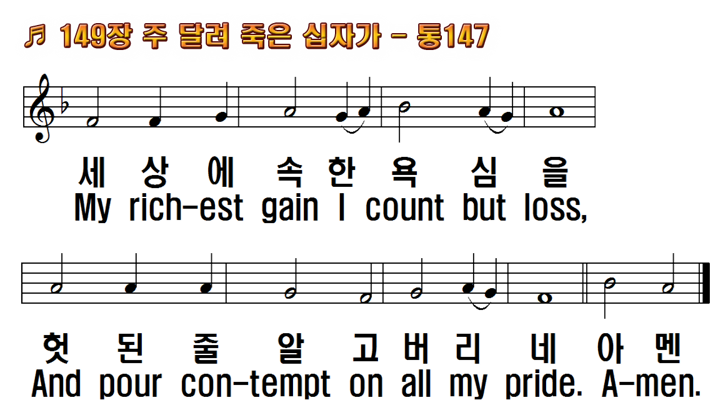 ♬ 149장 주 달려 죽은 십자가 - 통147
세 상 에 속 한 욕 심 을
My rich-est gain I count but loss,
헛 된 줄 알 고 버 리 네 아 멘
And pour con-tempt on all my pride. A-men.